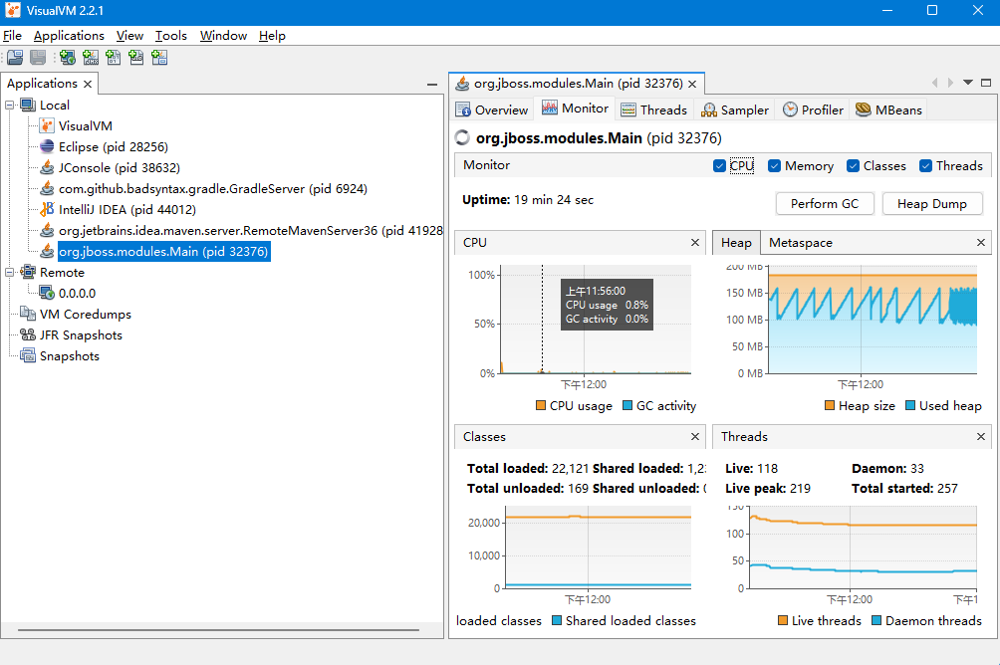 VisualVM 2.2.1
File Applications View Tools Window Help
Applications
Local
VisualVM
Eclipse (pid 28256)
JConsole (pid 38632)
com.github.badsyntax.gradle.GradleServer (pid 6924)
IntelliJ IDEA (pid 44012)
org.jetbrains.idea.maven.server.RemoteMavenServer36 (pid 41928
org.jboss.modules.Main (pid 32376)
Remote
0.0.0.0
VM Coredumps
JFR Snapshots
Snapshots
org.jboss.modules.Main (pid 32376)
Overview Monitor Threads Sampler Profiler MBeans
org.jboss.modules.Main (pid 32376)
Monitor CPU Memory Classes Threads
Uptime: 19 min 24 sec
Perform GC Heap Dump
CPU
100%
50%
0%
上午11:56:00
CPU usage 0.8%
GC activity 0.0%
下午12:00
CPU usage GC activity
Heap Metaspace
200 MB
150 MB
100 MB
50 MB
0 MB
下午12:00
Heap size Used heap
Classes
Total loaded: 22,121 Shared loaded: 1,2
Total unloaded: 169 Shared unloaded:
20,000
10,000
0
下午12:00
loaded classes Shared loaded classes
Threads
Live: 118 Daemon: 33
Live peak: 219 Total started: 257
150
100
50
0
下午12:00 下午1
Live threads Daemon threads